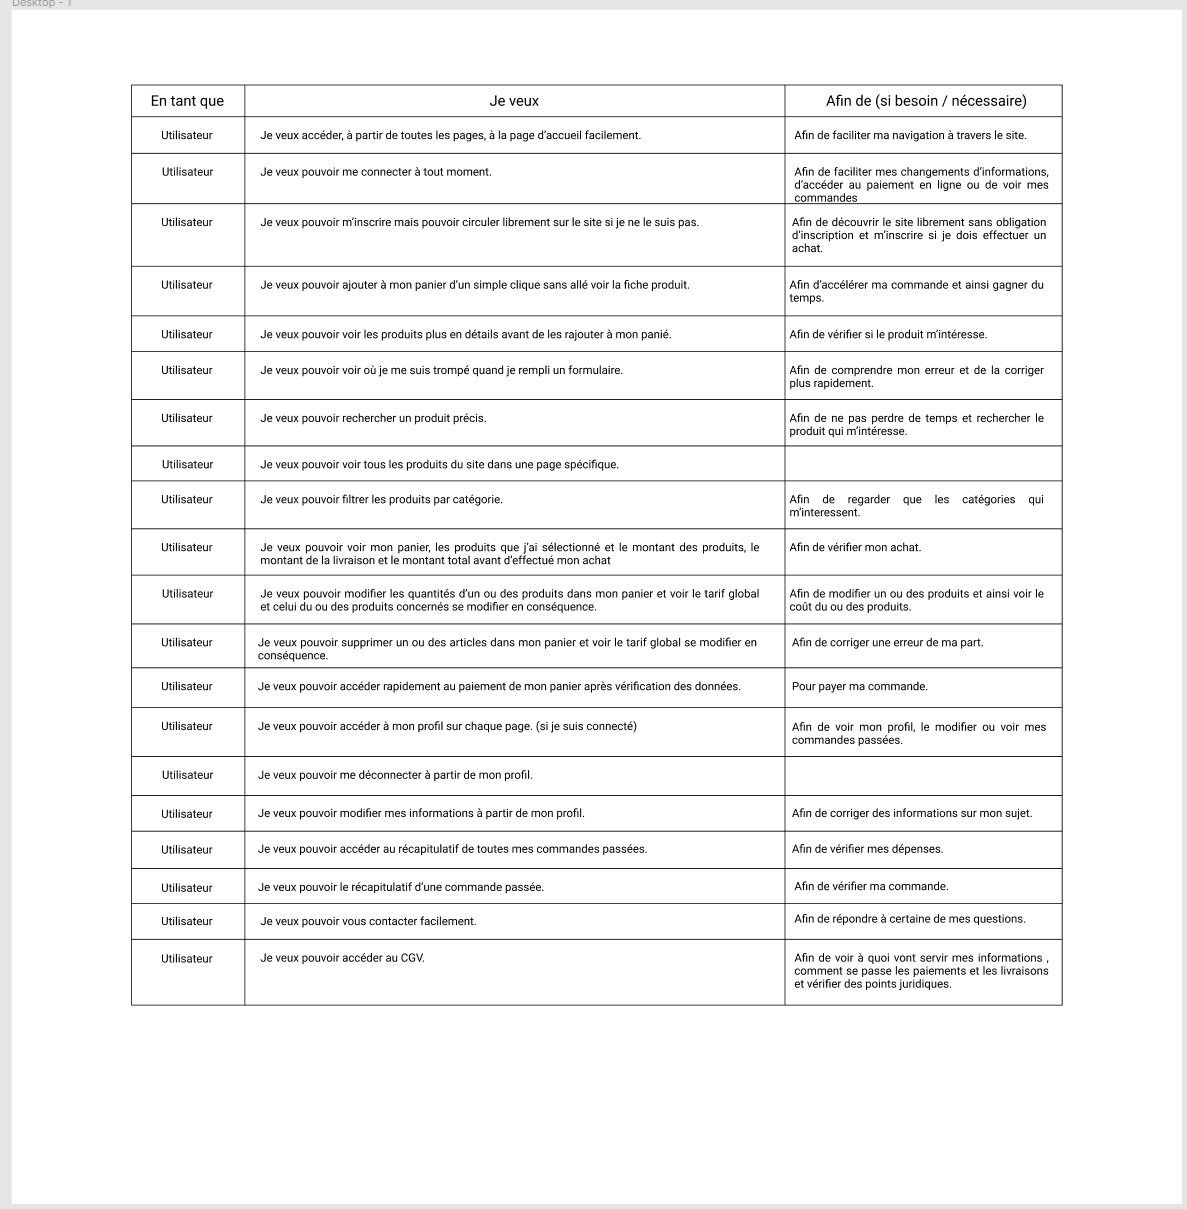 Desktop - 1
En tant que Je veux Afin de (si besoin / nécessaire)
Utilisateur Je veux accéder, à partir de toutes les pages, à la page d'accueil facilement. Afin de faciliter ma navigation à travers le site.
Utilisateur Je veux pouvoir me connecter à tout moment. Afin de faciliter mes changements d'informations,
d'accéder au paiement en ligne ou de voir mes
commandes
Utilisateur Je veux pouvoir m'inscrire mais pouvoir circuler librement sur le site si je ne le suis pas. Afin de découvrir le site librement sans obligation
d'inscription et m'inscrire si je dois effectuer un
achat.
Utilisateur Je veux pouvoir ajouter à mon panier d'un simple clique sans allé voir la fiche produit. Afin d'accélérer ma commande et ainsi gagner du
temps.
Utilisateur Je veux pouvoir voir les produits plus en détails avant de les rajouter à mon panié. Afin de vérifier si le produit m'intéresse.
Utilisateur Je veux pouvoir voir où je me suis trompé quand je rempli un formulaire. Afin de comprendre mon erreur et de la corriger
plus rapidement.
Utilisateur Je veux pouvoir rechercher un produit précis. Afin de ne pas perdre de temps et rechercher le
produit qui m'intéresse.
Utilisateur Je veux pouvoir voir tous les produits du site dans une page spécifique.
Utilisateur Je veux pouvoir filtrer les produits par catégorie. Afin de regarder que les catégories qui
m'interessent.
Utilisateur Je veux pouvoir voir mon panier, les produits que j'ai sélectionné et le montant des produits, le Afin de vérifier mon achat.
montant de la livraison et le montant total avant d'effectué mon achat
Utilisateur Je veux pouvoir modifier les quantités d'un ou des produits dans mon panier et voir le tarif global Afin de modifier un ou des produits et ainsi voir le
et celui du ou des produits concernés se modifier en conséquence. coût du ou des produits.
Utilisateur Je veux pouvoir supprimer un ou des articles dans mon panier et voir le tarif global se modifier en Afin de corriger une erreur de ma part.
conséquence.
Utilisateur Je veux pouvoir accéder rapidement au paiement de mon panier après vérification des données. Pour payer ma commande.
Utilisateur Je veux pouvoir accéder à mon profil sur chaque page. (si je suis connecté) Afin de voir mon profil, le modifier ou voir mes
commandes passées.
Utilisateur Je veux pouvoir me déconnecter à partir de mon profil.
Utilisateur Je veux pouvoir modifier mes informations à partir de mon profil. Afin de corriger des informations sur mon sujet.
Utilisateur Je veux pouvoir accéder au récapitulatif de toutes mes commandes passées. Afin de vérifier mes dépenses.
Utilisateur Je veux pouvoir le récapitulatif d'une commande passée. Afin de vérifier ma commande.
Utilisateur Je veux pouvoir vous contacter facilement. Afin de répondre à certaine de mes questions.
Utilisateur Je veux pouvoir accéder au CGV. Afin de voir à quoi vont servir mes informations ,
comment se passe les paiements et les livraisons
et vérifier des points juridiques.